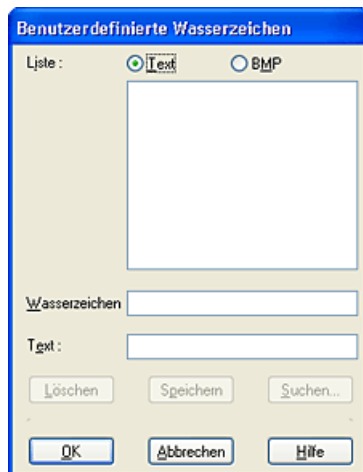 Benutzerdefinierte Wasserzeichen
Liste : Text BMP
Wasserzeichen
Text :
Löschen Speichern Suchen...
OK Abbrechen Hilfe